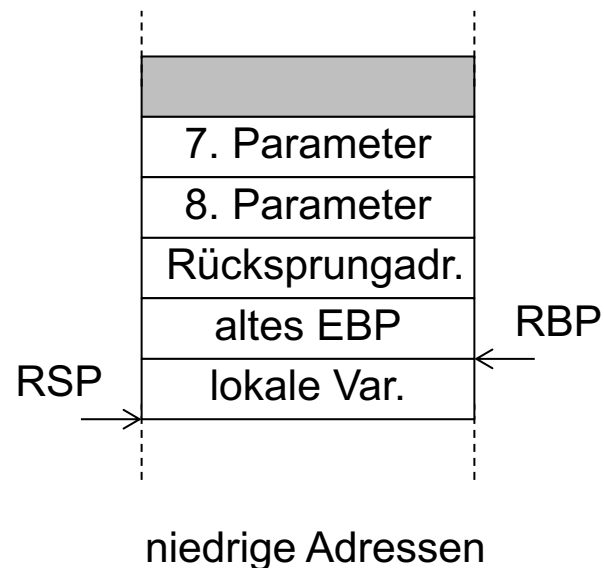 7. Parameter
8. Parameter
Rücksprungadr.
altes EBP
RBP
RSP
lokale Var.
niedrige Adressen